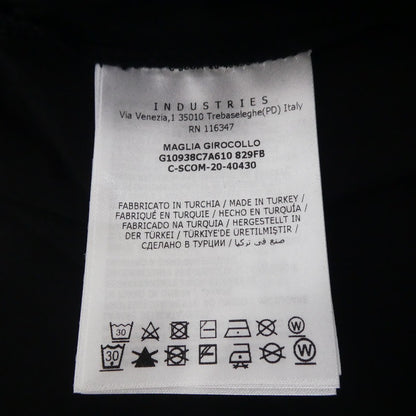 INDUSTRIES
Via Venezia,1 35010 Trebaseleghe(PD) Italy
RN 116347
MAGLIA GIROCOLLO
G10938C7A610 829FB
C-SCOM-20-40430
FABBRICATO IN TURCHIA / MADE IN TURKEY /
FABRIQUÉ EN TURQUIE / HECHO EN TURQUÍA /
FABRICADO NA TURQUIA / HERGESTELLT IN
DER TÜRKEI / TÜRKIYE'DE ÜRETILMIŞTIR /
СДЕЛАНО В ТУРЦИИ / صنع في تركيا
30 W
30 W